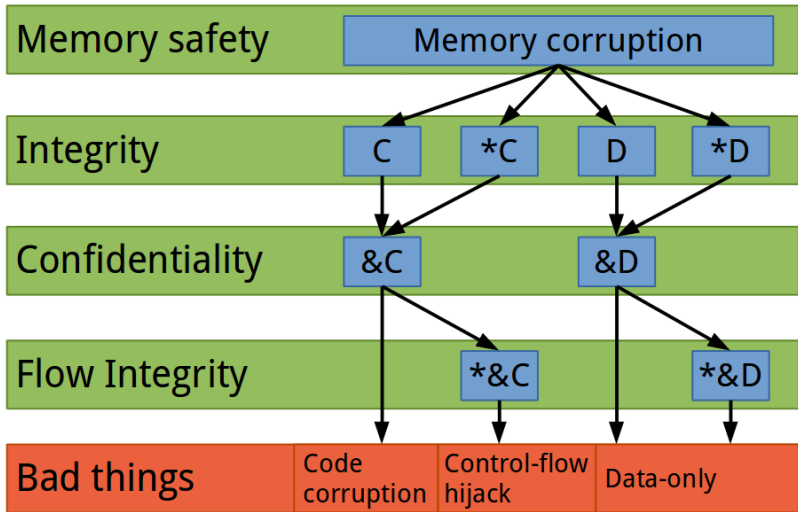 Memory safety
Memory corruption
Integrity
C
*C
D
*D
Confidentiality
&C
&D
Flow Integrity
*&C
*&D
Bad things
Code
corruption
Control-flow
hijack
Data-only